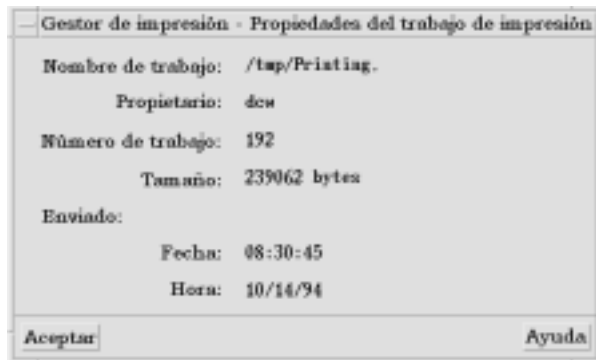 Gestor de impresión - Propiedades del trabajo de impresión
Nombre de trabajo: /tmp/Printing.
Propietario: dcw
Número de trabajo: 192
Tamaño: 239062 bytes
Enviado:
Fecha: 08:30:45
Hora: 10/14/94
Aceptar Ayuda